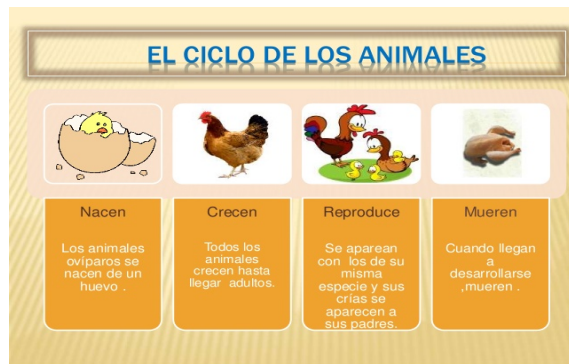 EL CICLO DE LOS ANIMALES
Nacen
Los animales
ovíparos se
nacen de un
huevo .
Crecen
Todos los
animales
crecen hasta
llegar adultos.
Reproduce
Se aparean
con los de su
misma
especie y sus
crías se
aparecen a
sus padres.
Mueren
Cuando llegan
a
desarrollarse
,mueren .